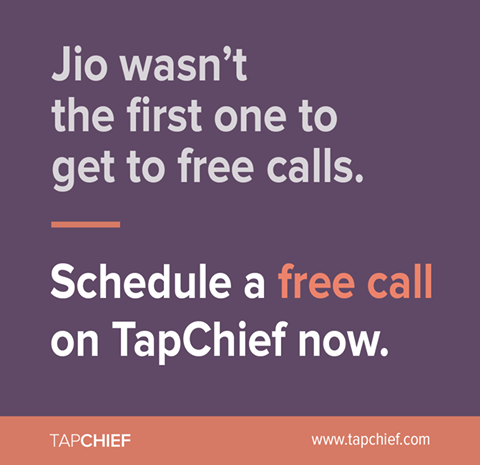 Jio wasn’t
the first one to
get to free calls.
Schedule a free call
on TapChief now.
TAPCHIEF
www.tapchief.com